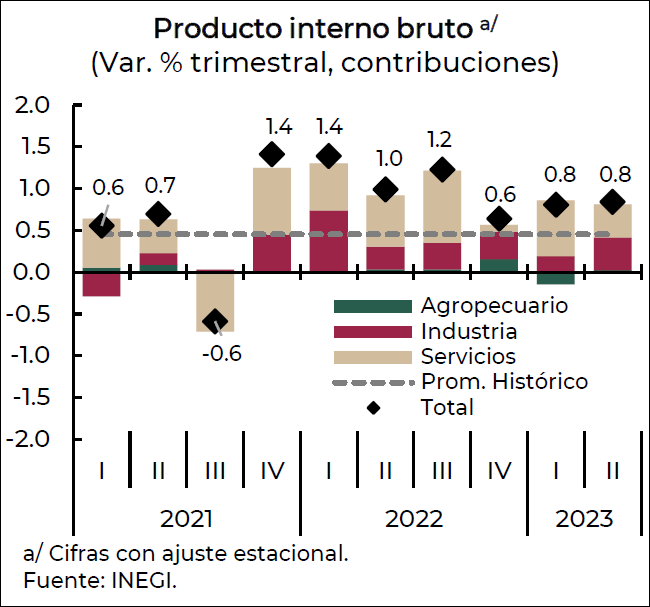 Producto interno bruto a/
(Var. % trimestral, contribuciones)
2.0
1.5
1.0
0.5
0.0
-0.5
-1.0
-1.5
-2.0
0.6
0.7
-0.6
1.4
1.4
1.0
1.2
0.6
0.8
0.8
Agropecuario
Industria
Servicios
Prom. Histórico
Total
I II III IV I II III IV I II
2021 2022 2023
a/ Cifras con ajuste estacional.
Fuente: INEGI.